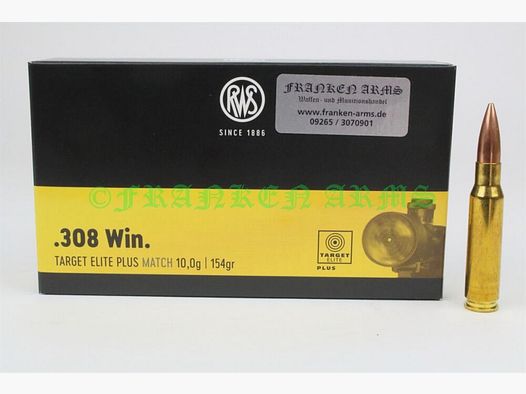 RWS
SINCE 1886
FRANKEN ARMS
Waffen- und Munitionshandel
www.franken-arms.de
09265 / 3070901
©FRANKEN ARMS
.308 Win.
TARGET ELITE PLUS MATCH 10,0g | 154gr
TARGET
ELITE
PLUS